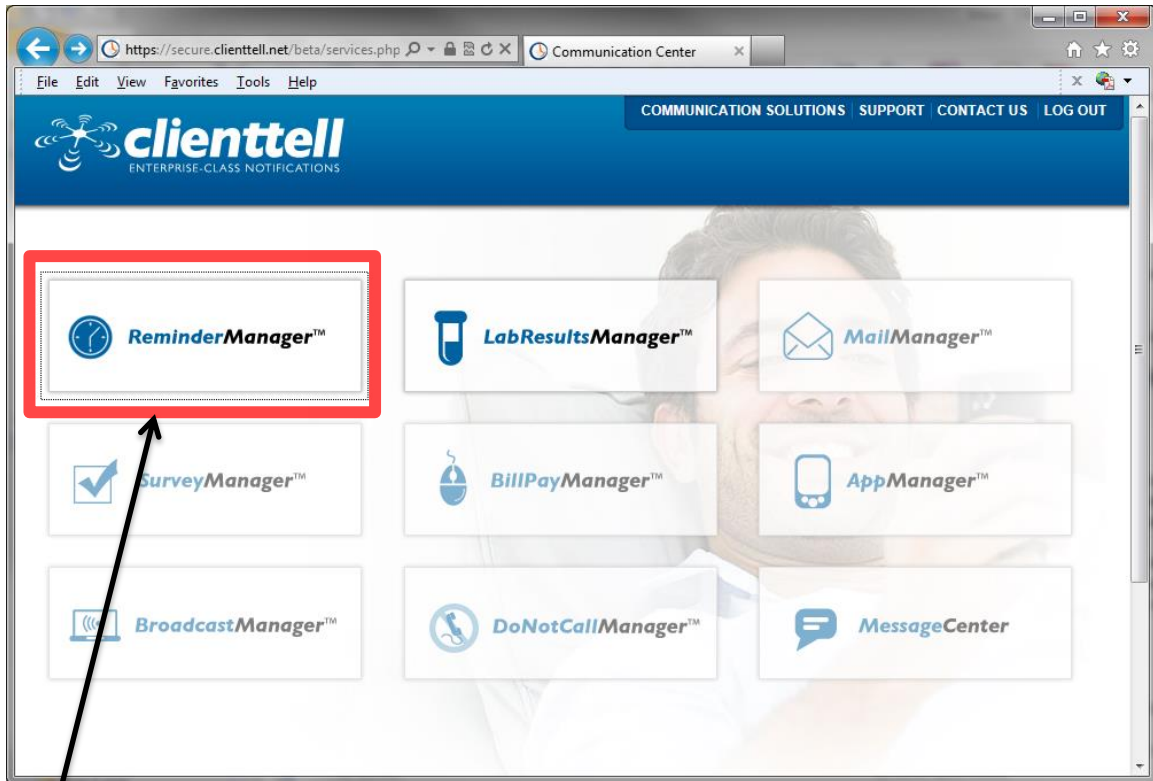 https://secure.clienttell.net/beta/services.php
Communication Center
File Edit View Favorites Tools Help
COMMUNICATION SOLUTIONS SUPPORT CONTACT US LOG OUT
clienttell
ENTERPRISE-CLASS NOTIFICATIONS
ReminderManager™ LabResultsManager™ MailManager™
SurveyManager™ BillPayManager™ AppManager™
BroadcastManager™ DoNotCallManager™ MessageCenter